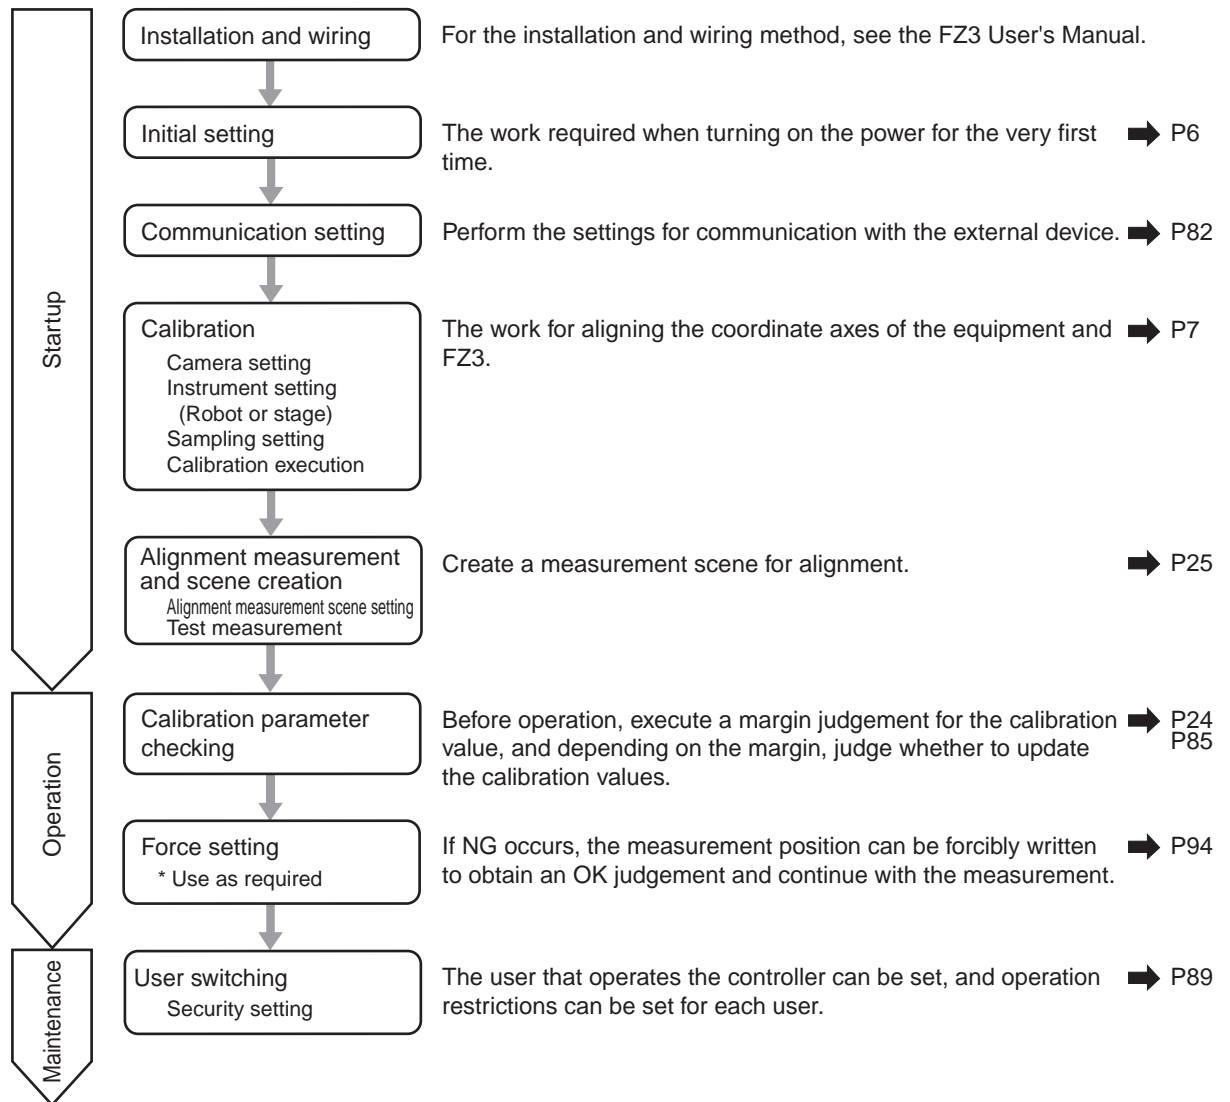 Startup
Installation and wiring
For the installation and wiring method, see the FZ3 User's Manual.
Initial setting
The work required when turning on the power for the very first
time.
P6
Communication setting
Perform the settings for communication with the external device.
P82
Calibration
Camera setting
Instrument setting
(Robot or stage)
Sampling setting
Calibration execution
The work for aligning the coordinate axes of the equipment and
FZ3.
P7
Alignment measurement
and scene creation
Alignment measurement scene setting
Test measurement
Create a measurement scene for alignment.
P25
Operation
Calibration parameter
checking
Before operation, execute a margin judgement for the calibration
value, and depending on the margin, judge whether to update
the calibration values.
P24
P85
Force setting
* Use as required
If NG occurs, the measurement position can be forcibly written
to obtain an OK judgement and continue with the measurement.
P94
Maintenance
User switching
Security setting
The user that operates the controller can be set, and operation
restrictions can be set for each user.
P89